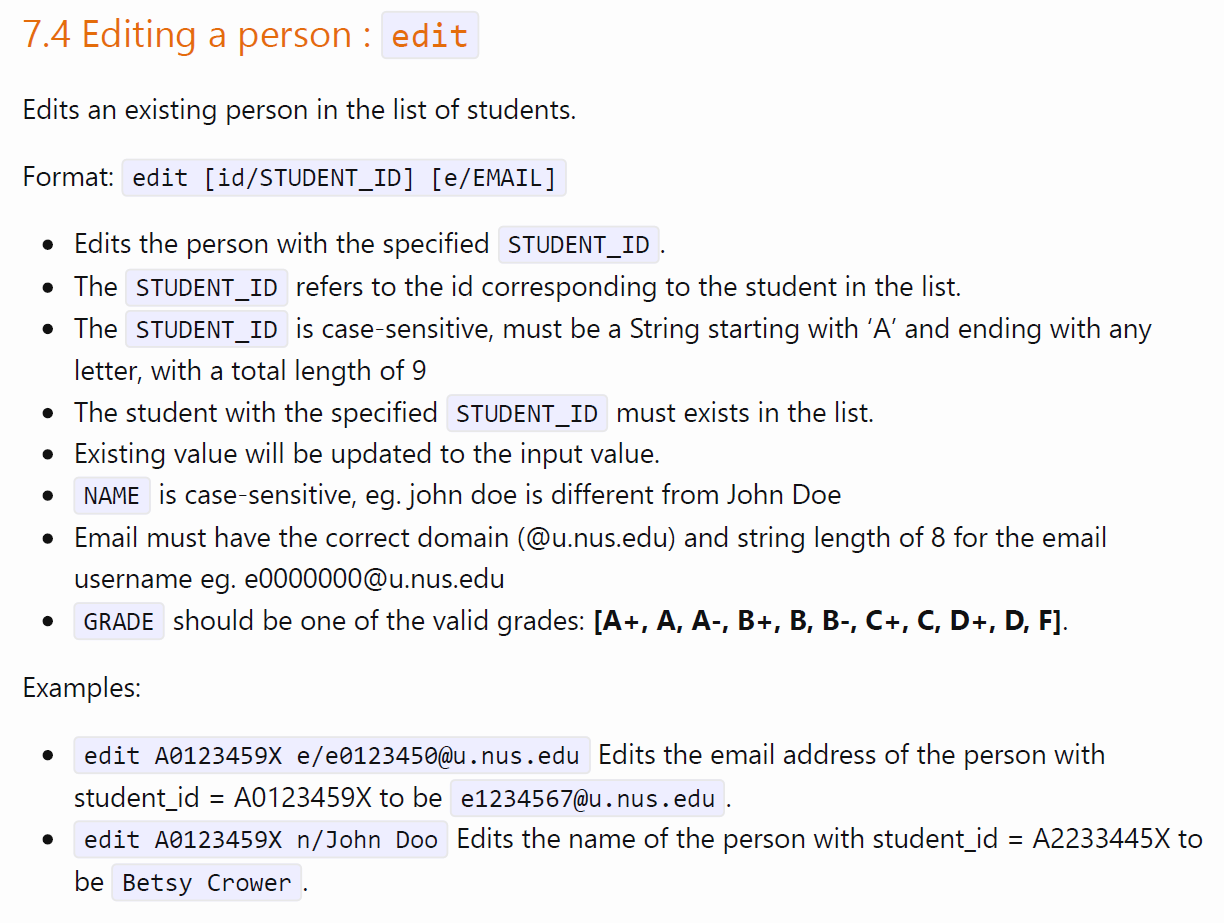 7.4 Editing a person : edit
Edits an existing person in the list of students.
Format: edit [id/STUDENT_ID] [e/EMAIL]
• Edits the person with the specified STUDENT_ID.
• The STUDENT_ID refers to the id corresponding to the student in the list.
• The STUDENT_ID is case-sensitive, must be a String starting with ‘A’ and ending with any
letter, with a total length of 9
• The student with the specified STUDENT_ID must exists in the list.
• Existing value will be updated to the input value.
• NAME is case-sensitive, eg. john doe is different from John Doe
• Email must have the correct domain (@u.nus.edu) and string length of 8 for the email
username eg. e0000000@u.nus.edu
• GRADE should be one of the valid grades: [A+, A, A-, B+, B, B-, C+, C, D+, D, F].
Examples:
• edit A0123459X e/e0123450@u.nus.edu Edits the email address of the person with
student_id = A0123459X to be e1234567@u.nus.edu.
• edit A0123459X n/John Doo Edits the name of the person with student_id = A2233445X to
be Betsy Crower.